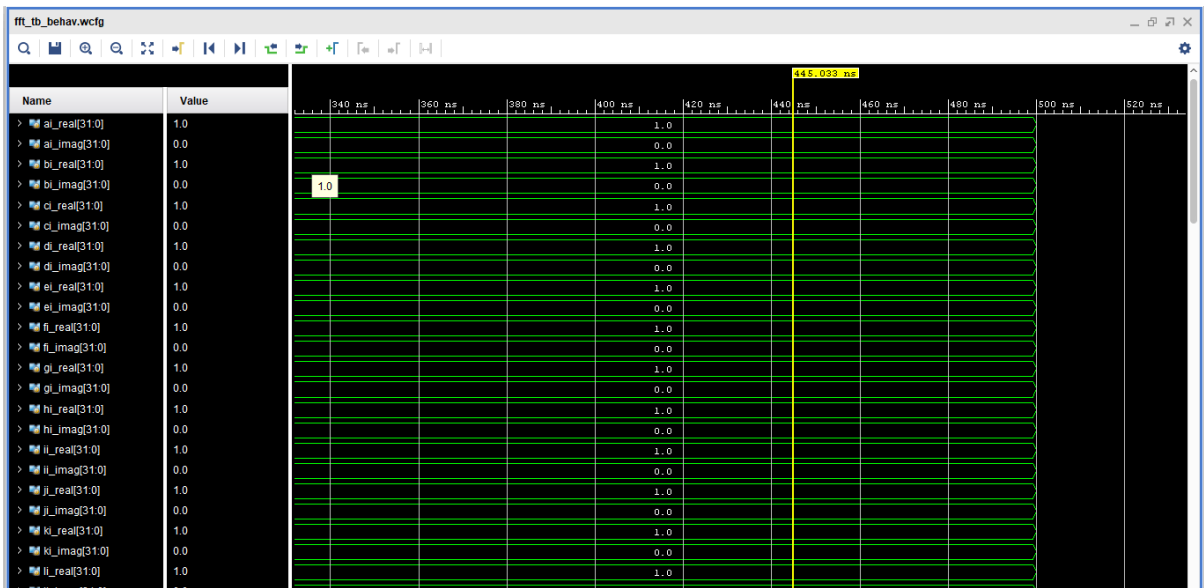 fft_tb_behav.wcfg
445.033 ns
Name Value
340 ns 360 ns 380 ns 400 ns 420 ns 440 ns 460 ns 480 ns 500 ns 520 ns
ai_real[31:0] 1.0 1.0
ai_imag[31:0] 0.0 0.0
bi_real[31:0] 1.0 1.0
bi_imag[31:0] 0.0 1.0 0.0
ci_real[31:0] 1.0 1.0
ci_imag[31:0] 0.0 0.0
di_real[31:0] 1.0 1.0
di_imag[31:0] 0.0 0.0
ei_real[31:0] 1.0 1.0
ei_imag[31:0] 0.0 0.0
fi_real[31:0] 1.0 1.0
fi_imag[31:0] 0.0 0.0
gi_real[31:0] 1.0 1.0
gi_imag[31:0] 0.0 0.0
hi_real[31:0] 1.0 1.0
hi_imag[31:0] 0.0 0.0
ii_real[31:0] 1.0 1.0
ii_imag[31:0] 0.0 0.0
ji_real[31:0] 1.0 1.0
ji_imag[31:0] 0.0 0.0
ki_real[31:0] 1.0 1.0
ki_imag[31:0] 0.0 0.0
li_real[31:0] 1.0 1.0